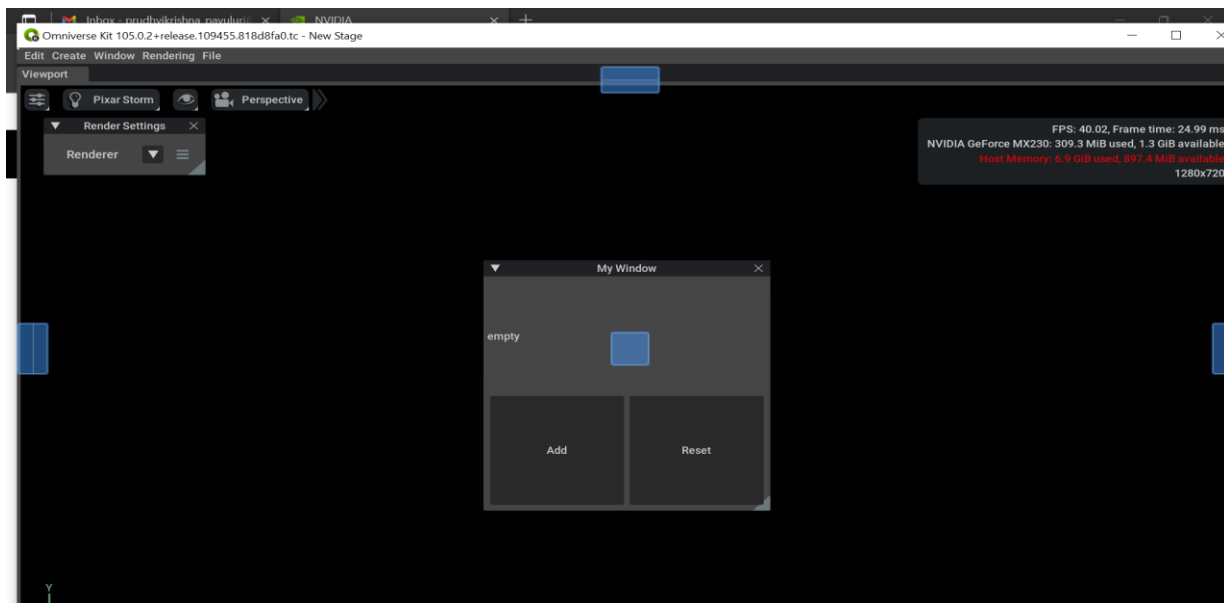 Inbox - prudhvikrishna.pavuluri@ NVIDIA
Omniverse Kit 105.0.2+release.109455.818d8fa0.tc - New Stage
Edit Create Window Rendering File
Viewport
Pixar Storm Perspective
Render Settings
Renderer
FPS: 40.02, Frame time: 24.99 ms
NVIDIA GeForce MX230: 309.3 MiB used, 1.3 GiB available
Host Memory: 6.9 GiB used, 897.4 MiB available
1280x720
My Window
empty
Add Reset
Y